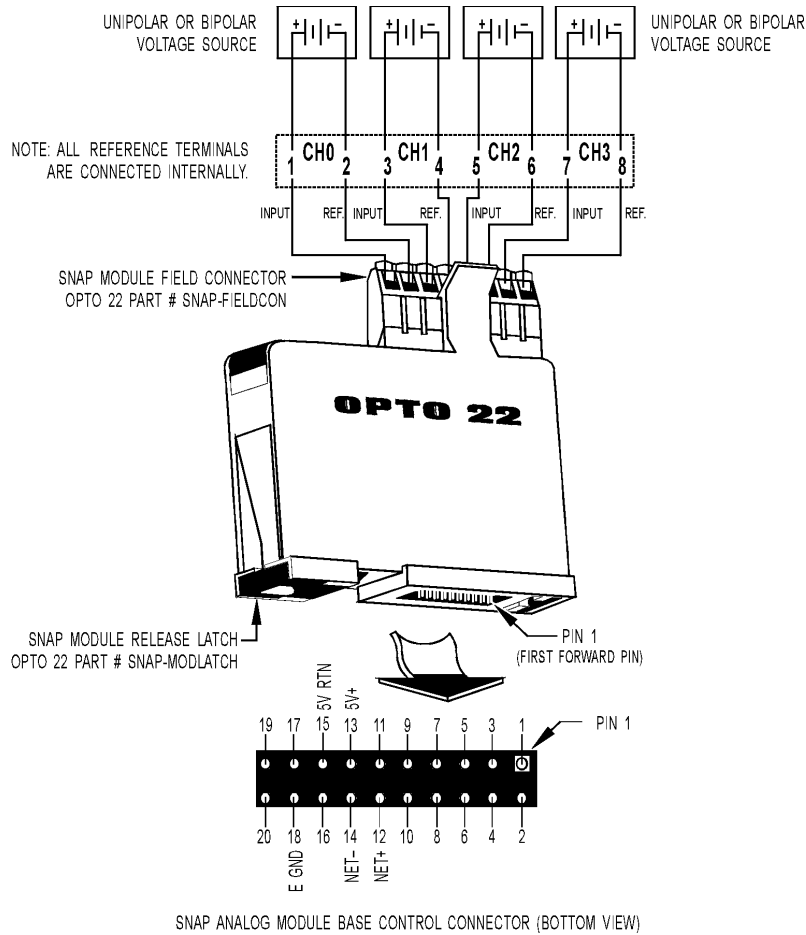 UNIPOLAR OR BIPOLAR
VOLTAGE SOURCE
+ − + − + − + −
UNIPOLAR OR BIPOLAR
VOLTAGE SOURCE
NOTE: ALL REFERENCE TERMINALS
ARE CONNECTED INTERNALLY.
1 CH0 2 3 CH1 4 5 CH2 6 7 CH3 8
INPUT REF. INPUT REF. INPUT REF. INPUT REF.
SNAP MODULE FIELD CONNECTOR
OPTO 22 PART # SNAP-FIELDCON
OPTO 22
SNAP MODULE RELEASE LATCH
OPTO 22 PART # SNAP-MODLATCH
PIN 1
(FIRST FORWARD PIN)
5V RTN
5V+
19 17 15 13 11 9 7 5 3 1
PIN 1
20 18 16 14 12 10 8 6 4 2
E GND
NET−
NET+
SNAP ANALOG MODULE BASE CONTROL CONNECTOR (BOTTOM VIEW)